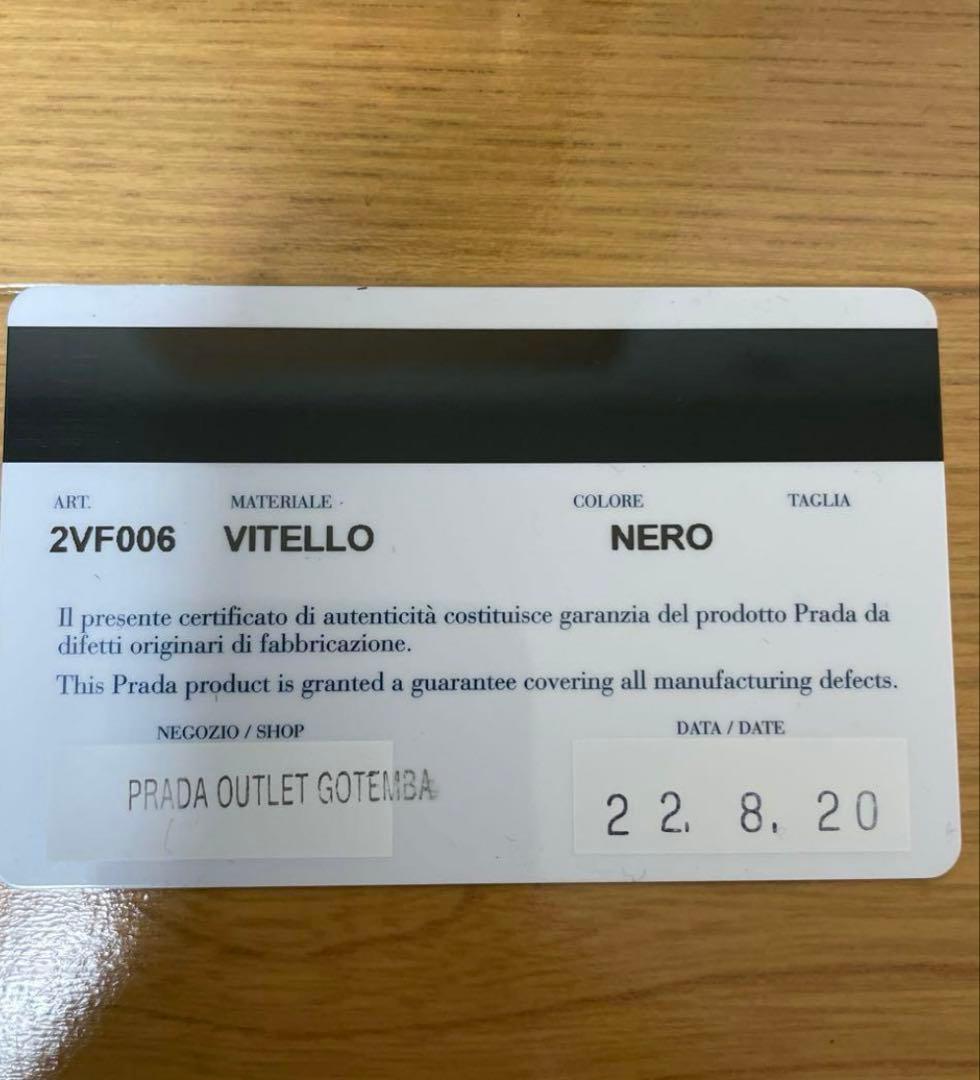 ART. MATERIALE COLORE TAGLIA
2VF006 VITELLO NERO
Il presente certificato di autenticità costituisce garanzia del prodotto Prada da
difetti originari di fabbricazione.
This Prada product is granted a guarantee covering all manufacturing defects.
NEGOZIO / SHOP DATA / DATE
PRADA OUTLET GOTEMBA 22. 8. 20